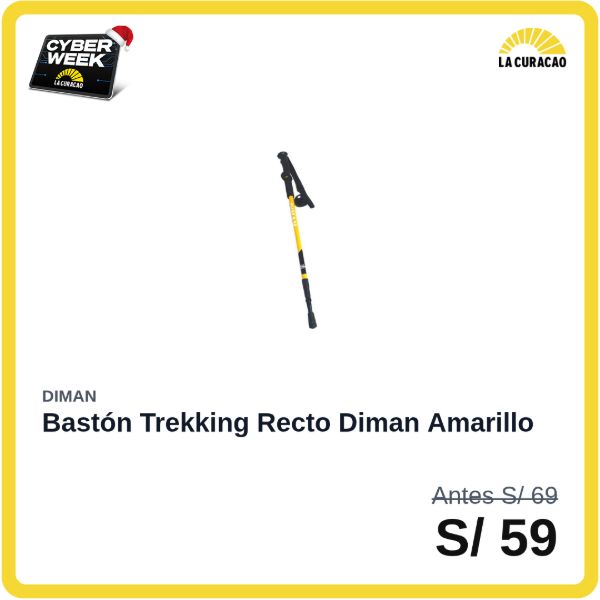 CYBER
WEEK
LA CURACAO
LA CURACAO
DIMAN
Bastón Trekking Recto Diman Amarillo
Antes S/ 69
S/ 59